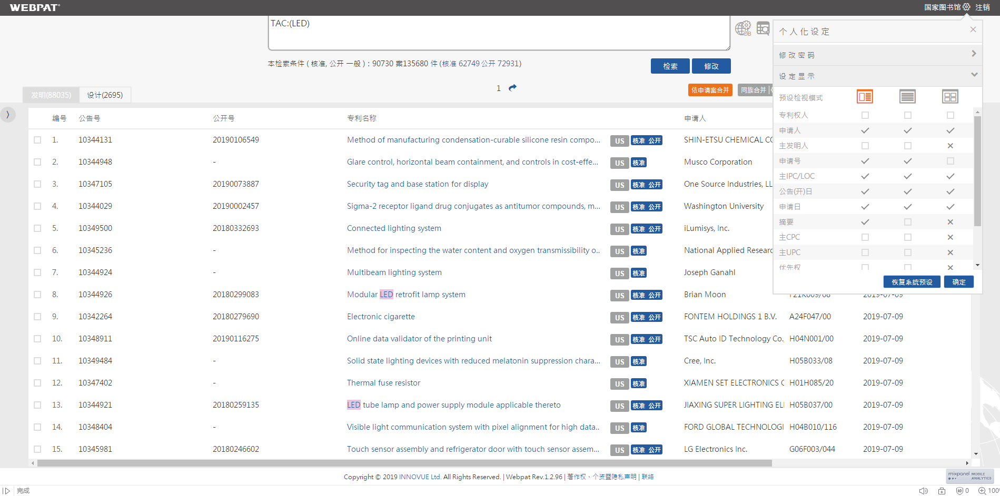 WEBPAT
国家图书馆 注销
TAC:(LED)
本检索条件 ( 核准, 公开 一般 ) : 90730 案135680 件 (核准 62749 公开 72931)
检索 修改
1
依申请案合并 同族合并
发明(88035) 设计(2695)
编号 公告号 公开号 专利名称 申请人
1. 10344131 20190106549 Method of manufacturing condensation-curable silicone resin compo... US 核准 公开 SHIN-ETSU CHEMICAL CO
2. 10344948 - Glare control, horizontal beam containment, and controls in cost-effe... US 核准 Musco Corporation
3. 10347105 20190073887 Security tag and base station for display US 核准 公开 One Source Industries, LL
4. 10344029 20190002457 Sigma-2 receptor ligand drug conjugates as antitumor compounds, m... US 核准 公开 Washington University
5. 10349500 20180332693 Connected lighting system US 核准 公开 iLumisys, Inc.
6. 10345236 - Method for inspecting the water content and oxygen transmissibility o.. US 核准 National Applied Researc
7. 10344924 - Multibeam lighting system US 核准 Joseph Ganahl
8. 10344926 20180299083 Modular LED retrofit lamp system US 核准 公开 Brian Moon F21K009/68 2019-07-09
9. 10342264 20180279690 Electronic cigarette US 核准 公开 FONTEM HOLDINGS 1 B.V. A24F047/00 2019-07-09
10. 10348911 20190116275 Online data validator of the printing unit US 核准 公开 TSC Auto ID Technology Co., H04N001/00 2019-07-09
11. 10349484 - Solid state lighting devices with reduced melatonin suppression chara... US 核准 Cree, Inc. H05B033/08 2019-07-09
12. 10347402 - Thermal fuse resistor US 核准 XIAMEN SET ELECTRONICS C H01H085/20 2019-07-09
13. 10344921 20180259135 LED tube lamp and power supply module applicable thereto US 核准 公开 JIAXING SUPER LIGHTING ELI H05B037/00 2019-07-09
14. 10348404 - Visible light communication system with pixel alignment for high data.. US 核准 FORD GLOBAL TECHNOLOGI H04B010/116 2019-07-09
15. 10345981 20180246602 Touch sensor assembly and refrigerator door with touch sensor assem... US 核准 公开 LG Electronics Inc. G06F003/044 2019-07-09
个人化设定
修改密码
设定显示
预设检视模式
专利权人
申请人
主发明人
申请号
主IPC/LOC
公告(开)日
申请日
摘要
主CPC
主UPC
优先权
恢复系统预设 确定
Copyright © 2019 INNOVUE Ltd. All Rights Reserved. | Webpat Rev.1.2.96 | 著作权、个资暨隐私声明 | 联络
mixpanel MOBILE ANALYTICS
完成
0 100